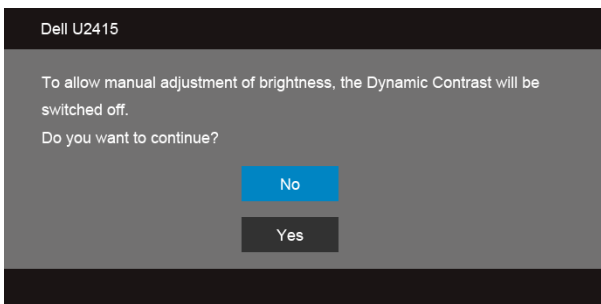 Dell U2415
To allow manual adjustment of brightness, the Dynamic Contrast will be
switched off.
Do you want to continue?
No
Yes